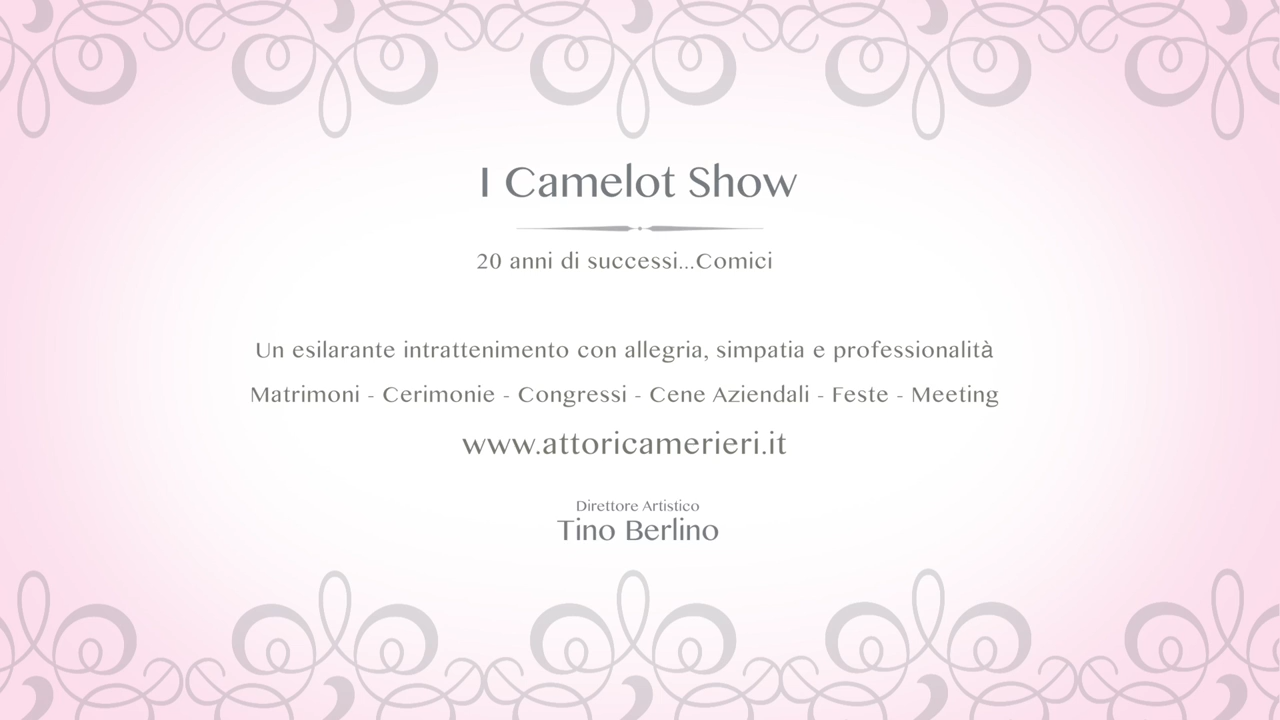 I Camelot Show
20 anni di successi...Comici
Un esilarante intrattenimento con allegria, simpatia e professionalità
Matrimoni - Cerimonie - Congressi - Cene Aziendali - Feste - Meeting
www.attoricamerieri.it
Direttore Artistico
Tino Berlino